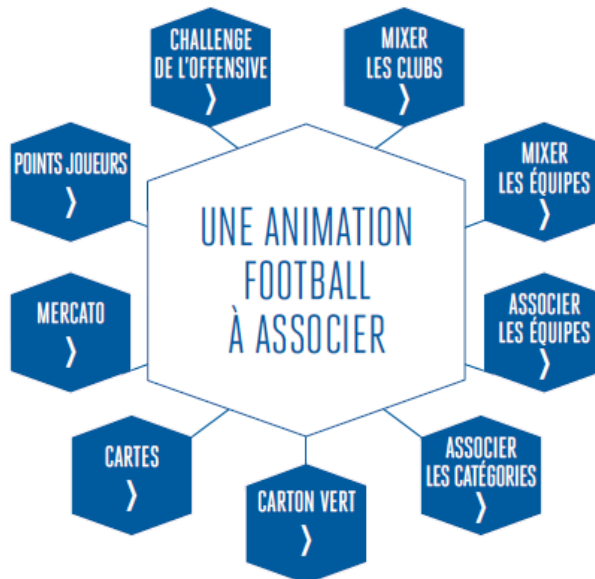 CHALLENGE
DE L'OFFENSIVE
MIXER
LES CLUBS
POINTS JOUEURS
MIXER
LES ÉQUIPES
UNE ANIMATION
FOOTBALL
À ASSOCIER
MERCATO
ASSOCIER
LES ÉQUIPES
CARTES
CARTON VERT
ASSOCIER
LES CATÉGORIES